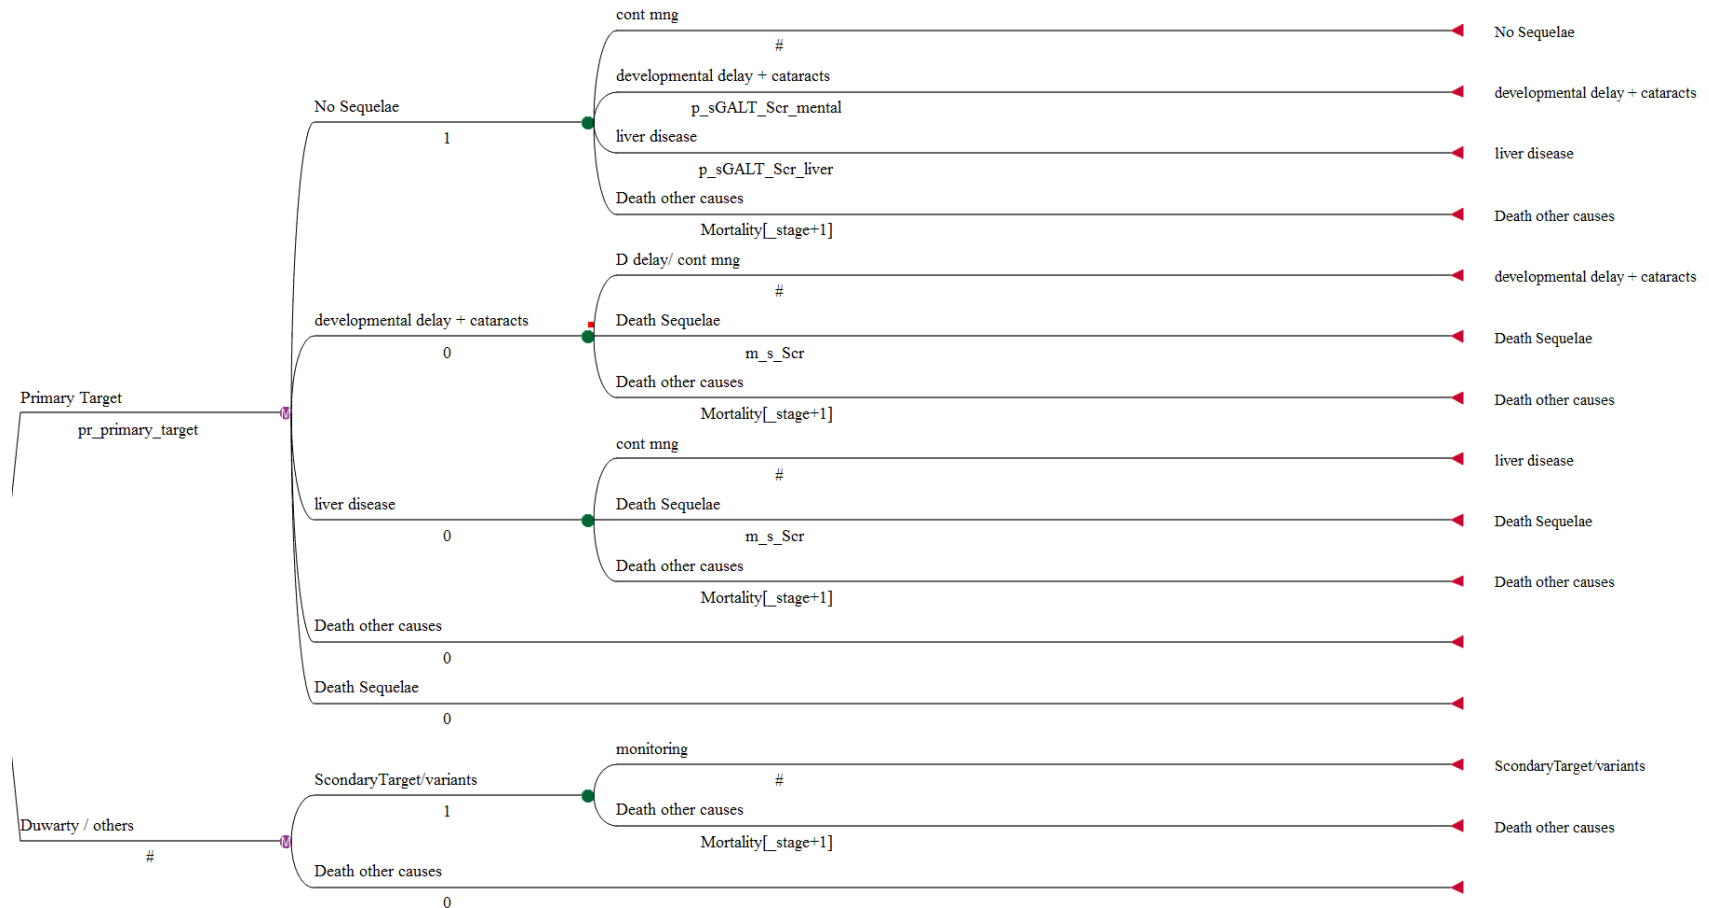 cont mng
#
No Sequelae
developmental delay + cataracts
p_sGALT_Scr_mental
developmental delay + cataracts
No Sequelae
1
liver disease
p_sGALT_Scr_liver
liver disease
Death other causes
Mortality[_stage+1]
Death other causes
D delay/ cont mng
#
developmental delay + cataracts
developmental delay + cataracts
0
Death Sequelae
m_s_Scr
Death Sequelae
Death other causes
Mortality[_stage+1]
Death other causes
Primary Target
pr_primary_target
cont mng
#
liver disease
liver disease
0
Death Sequelae
m_s_Scr
Death Sequelae
Death other causes
Mortality[_stage+1]
Death other causes
Death other causes
0
Death Sequelae
0
monitoring
#
ScondaryTarget/variants
ScondaryTarget/variants
1
Death other causes
Mortality[_stage+1]
Death other causes
Duwarty / others
#
Death other causes
0